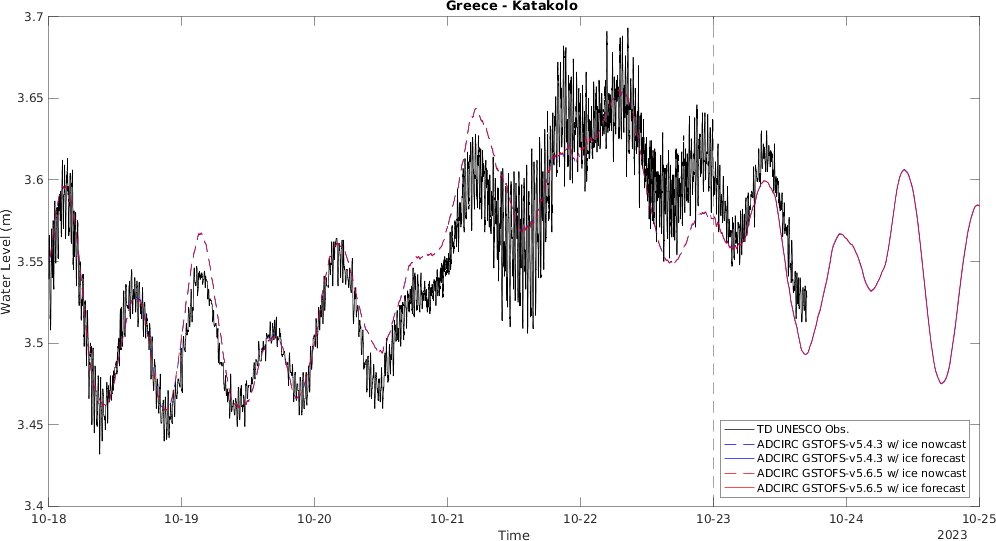 Greece - Katakolo
3.7
3.65
3.6
3.55
3.5
3.45
3.4
Water Level (m)
10-18
10-19
10-20
10-21
10-22
10-23
10-24
10-25
Time
2023
TD UNESCO Obs.
ADCIRC GSTOFS-v5.4.3 w/ ice nowcast
ADCIRC GSTOFS-v5.4.3 w/ ice forecast
ADCIRC GSTOFS-v5.6.5 w/ ice nowcast
ADCIRC GSTOFS-v5.6.5 w/ ice forecast